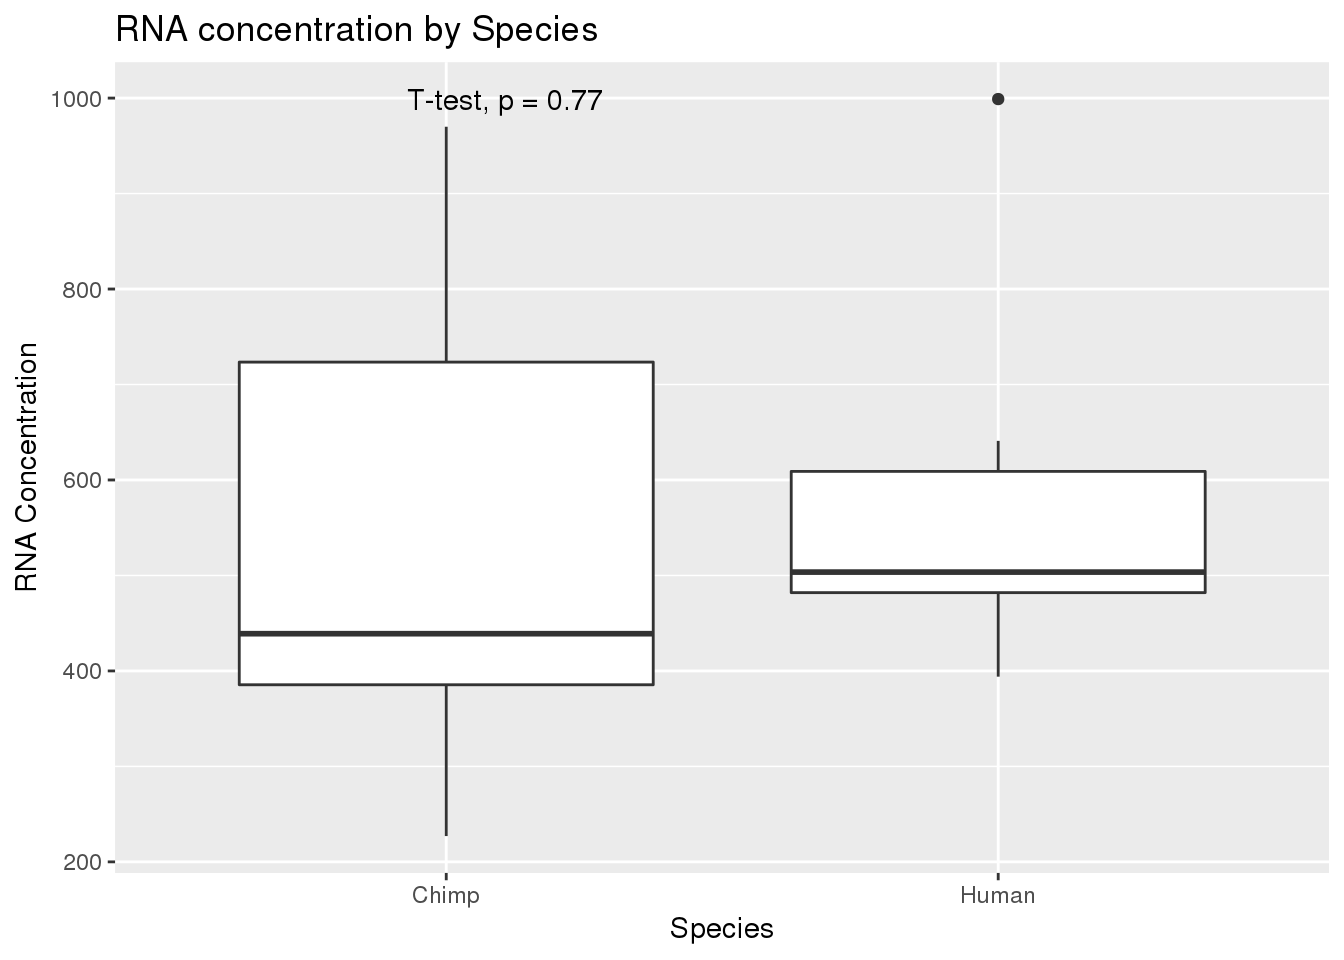 RNA concentration by Species
T-test, p = 0.77
1000
800
600
400
200
RNA Concentration
Chimp
Human
Species